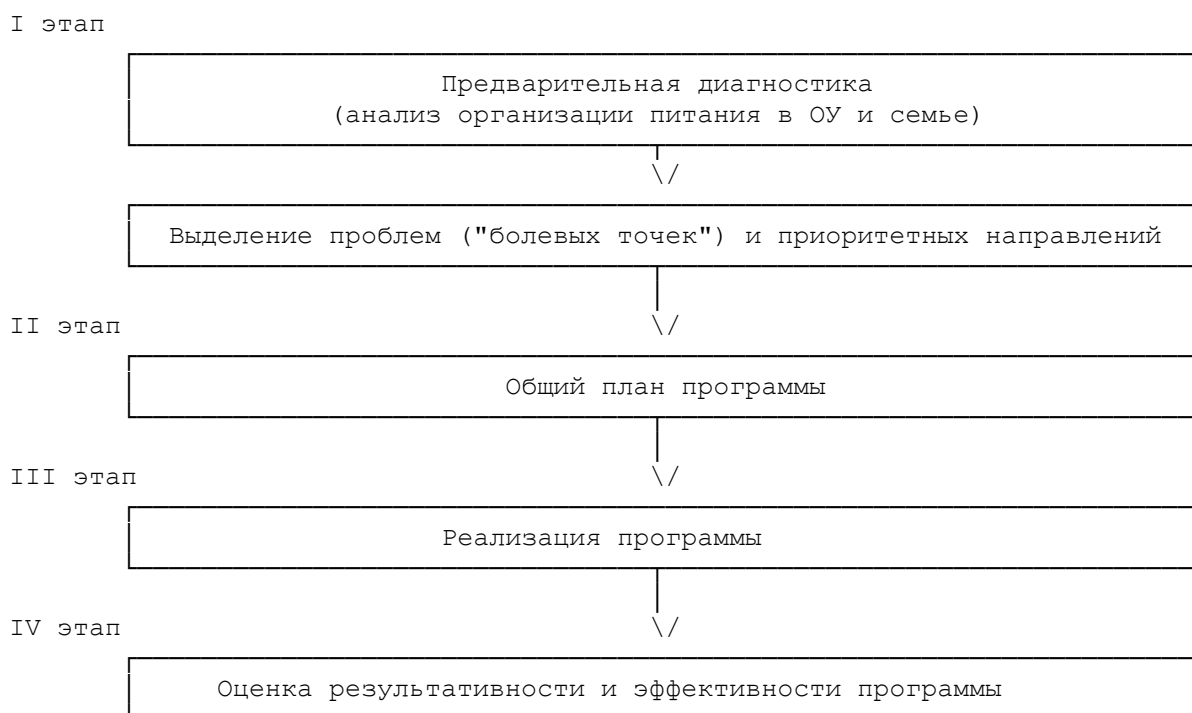 I этап
Предварительная диагностика
(анализ организации питания в ОУ и семье)
Выделение проблем ("болевых точек") и приоритетных направлений
II этап
Общий план программы
III этап
Реализация программы
IV этап
Оценка результативности и эффективности программы